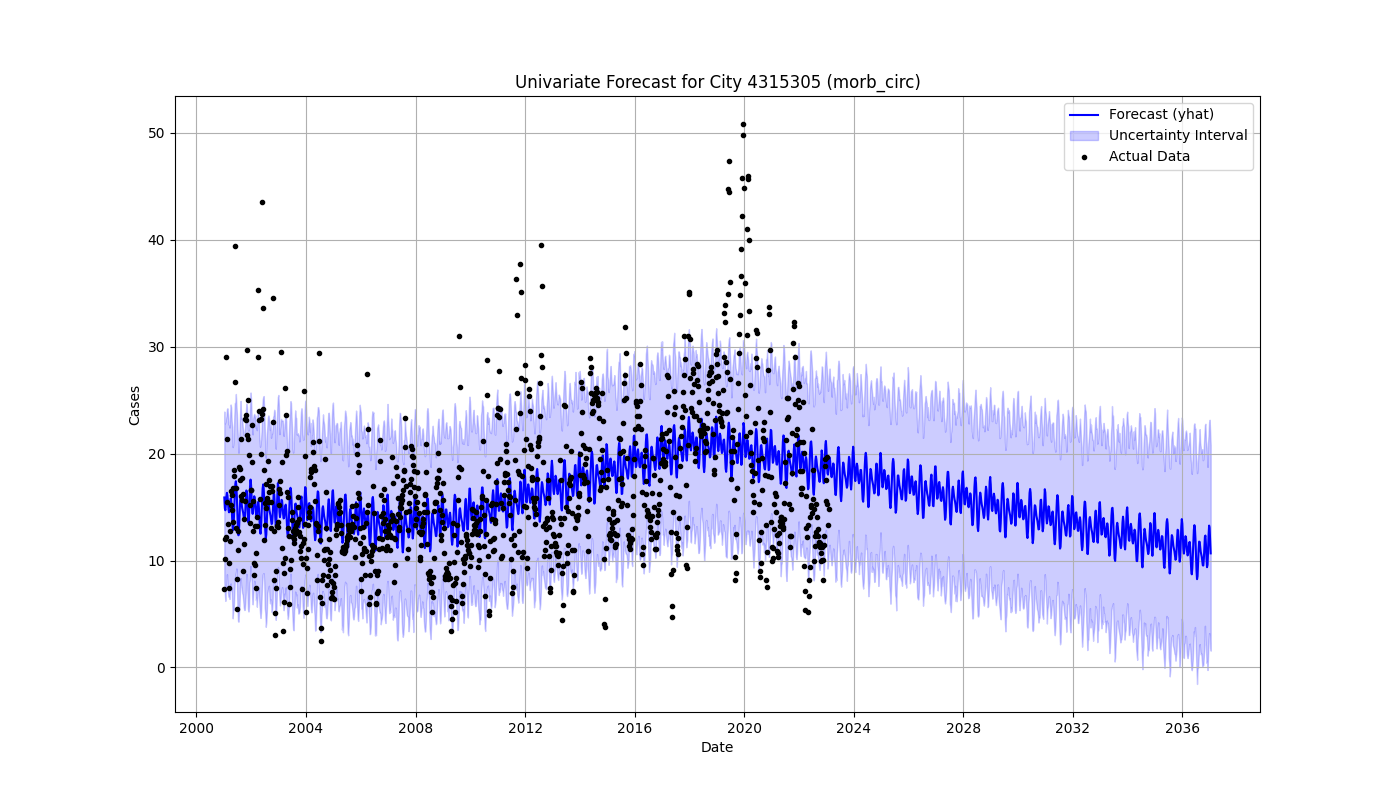 Univariate Forecast for City 4315305 (morb_circ)
Forecast (yhat)
Uncertainty Interval
Actual Data
Cases
50
40
30
20
10
0
2000 2004 2008 2012 2016 2020 2024 2028 2032 2036
Date